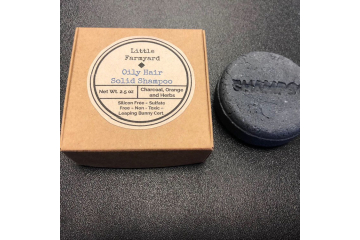 Little
Farmyard
Oily Hair
Solid Shampoo
Net Wt. 2.5 oz
Charcoal, Orange
and Herbs
Silicon Free - Sulfate
Free - Non - Toxic -
Leaping Bunny Cert.
SHAMPOO